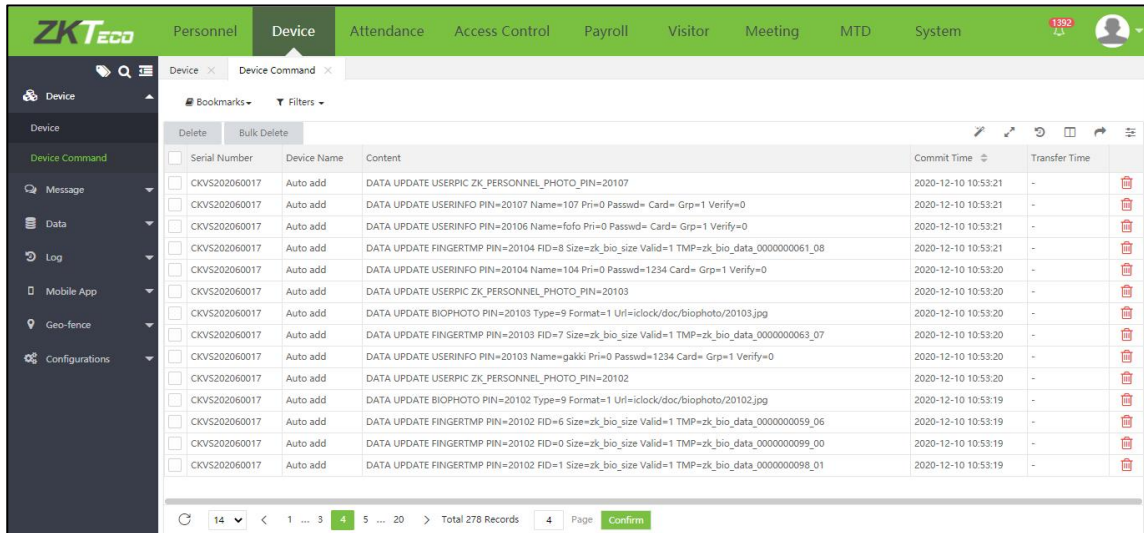 ZKTeco Personnel Device Attendance Access Control Payroll Visitor Meeting MTD System 1392
Device Device Command
Device
Bookmarks Filters
Device
Delete Bulk Delete
Device Command
Serial Number Device Name Content Commit Time Transfer Time
CKVS202060017 Auto add DATA UPDATE USERPIC ZK_PERSONNEL_PHOTO_PIN=20107 2020-12-10 10:53:21 -
Message
CKVS202060017 Auto add DATA UPDATE USERINFO PIN=20107 Name=107 Pri=0 Passwd= Card= Grp=1 Verify=0 2020-12-10 10:53:21 -
CKVS202060017 Auto add DATA UPDATE USERINFO PIN=20106 Name=fofo Pri=0 Passwd= Card= Grp=1 Verify=0 2020-12-10 10:53:21 -
Data
CKVS202060017 Auto add DATA UPDATE FINGERTMP PIN=20104 FID=8 Size=zk_bio_size Valid=1 TMP=zk_bio_data_0000000061_08 2020-12-10 10:53:21 -
Log
CKVS202060017 Auto add DATA UPDATE USERINFO PIN=20104 Name=104 Pri=0 Passwd=1234 Card= Grp=1 Verify=0 2020-12-10 10:53:20 -
Mobile App
CKVS202060017 Auto add DATA UPDATE USERPIC ZK_PERSONNEL_PHOTO_PIN=20103 2020-12-10 10:53:20 -
CKVS202060017 Auto add DATA UPDATE BIOPHOTO PIN=20103 Type=9 Format=1 Url=iclock/doc/biophoto/20103.jpg 2020-12-10 10:53:20 -
Geo-fence
CKVS202060017 Auto add DATA UPDATE FINGERTMP PIN=20103 FID=7 Size=zk_bio_size Valid=1 TMP=zk_bio_data_0000000063_07 2020-12-10 10:53:20 -
Configurations
CKVS202060017 Auto add DATA UPDATE USERINFO PIN=20103 Name=gakki Pri=0 Passwd=1234 Card= Grp=1 Verify=0 2020-12-10 10:53:20 -
CKVS202060017 Auto add DATA UPDATE USERPIC ZK_PERSONNEL_PHOTO_PIN=20102 2020-12-10 10:53:20 -
CKVS202060017 Auto add DATA UPDATE BIOPHOTO PIN=20102 Type=9 Format=1 Url=iclock/doc/biophoto/20102.jpg 2020-12-10 10:53:19 -
CKVS202060017 Auto add DATA UPDATE FINGERTMP PIN=20102 FID=6 Size=zk_bio_size Valid=1 TMP=zk_bio_data_0000000059_06 2020-12-10 10:53:19 -
CKVS202060017 Auto add DATA UPDATE FINGERTMP PIN=20102 FID=0 Size=zk_bio_size Valid=1 TMP=zk_bio_data_0000000099_00 2020-12-10 10:53:19 -
CKVS202060017 Auto add DATA UPDATE FINGERTMP PIN=20102 FID=1 Size=zk_bio_size Valid=1 TMP=zk_bio_data_0000000098_01 2020-12-10 10:53:19 -
14 < 1 ... 3 4 5 ... 20 > Total 278 Records 4 Page Confirm